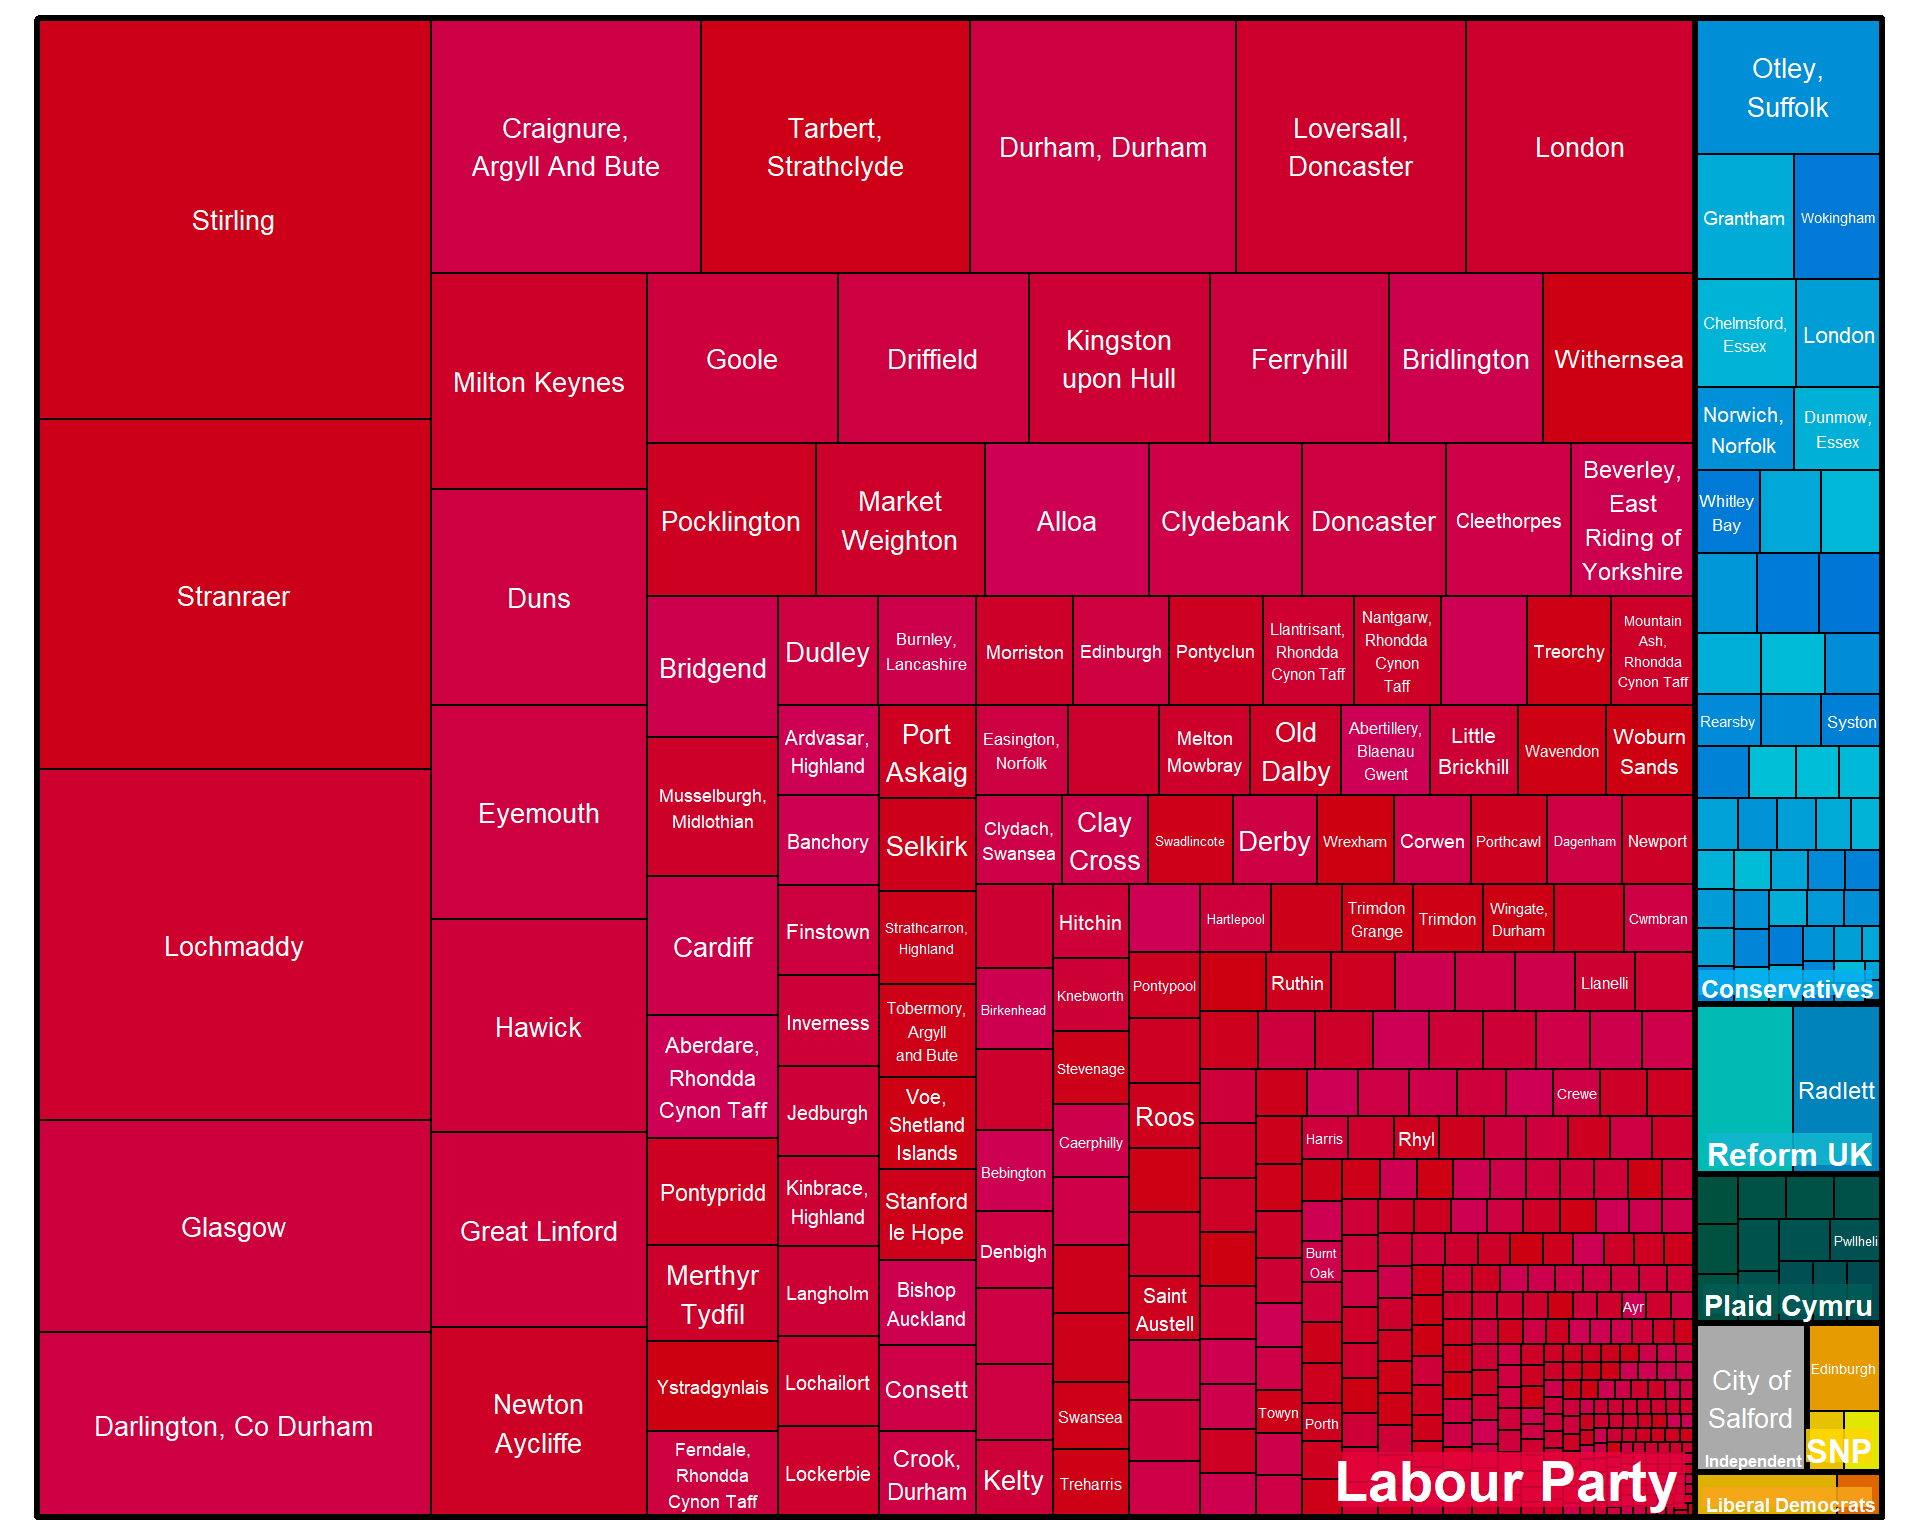 Stirling
Stranraer
Lochmaddy
Glasgow
Darlington, Co Durham
Craignure,
Argyll And Bute
Tarbert,
Strathclyde
Durham, Durham
Loversall,
Doncaster
London
Milton Keynes
Duns
Eyemouth
Hawick
Great Linford
Newton
Aycliffe
Goole
Driffield
Kingston
upon Hull
Ferryhill
Bridlington
Withernsea
Pocklington
Market
Weighton
Alloa
Clydebank
Doncaster
Cleethorpes
Beverley,
East
Riding of
Yorkshire
Bridgend
Musselburgh,
Midlothian
Cardiff
Aberdare,
Rhondda
Cynon Taff
Pontypridd
Merthyr
Tydfil
Ystradgynlais
Ferndale,
Rhondda
Cynon Taff
Dudley
Burnley,
Lancashire
Morriston
Edinburgh
Pontyclun
Llantrisant,
Rhondda
Cynon Taff
Nantgarw,
Rhondda
Cynon
Taff
Treorchy
Mountain
Ash,
Rhondda
Cynon Taff
Ardvasar,
Highland
Banchory
Finstown
Inverness
Jedburgh
Kinbrace,
Highland
Langholm
Lochailort
Lockerbie
Port
Askaig
Selkirk
Strathcarron,
Highland
Tobermory,
Argyll
and Bute
Voe,
Shetland
Islands
Stanford
le Hope
Bishop
Auckland
Consett
Crook,
Durham
Easington,
Norfolk
Melton
Mowbray
Old
Dalby
Abertillery,
Blaenau
Gwent
Little
Brickhill
Wavendon
Woburn
Sands
Clydach,
Swansea
Clay
Cross
Swadlincote
Derby
Wrexham
Corwen
Porthcawl
Dagenham
Newport
Birkenhead
Bebington
Denbigh
Kelty
Hitchin
Knebworth
Stevenage
Caerphilly
Swansea
Treharris
Pontypool
Roos
Saint
Austell
Hartlepool
Trimdon
Grange
Trimdon
Wingate,
Durham
Cwmbran
Ruthin
Llanelli
Crewe
Harris
Rhyl
Burnt
Oak
Ayr
Towyn
Porth
Labour Party
Otley,
Suffolk
Grantham
Wokingham
Chelmsford,
Essex
London
Norwich,
Norfolk
Dunmow,
Essex
Whitley
Bay
Rearsby
Syston
Conservatives
Radlett
Reform UK
Pwllheli
Plaid Cymru
City of
Salford
Independent
Edinburgh
SNP
Liberal Democrats